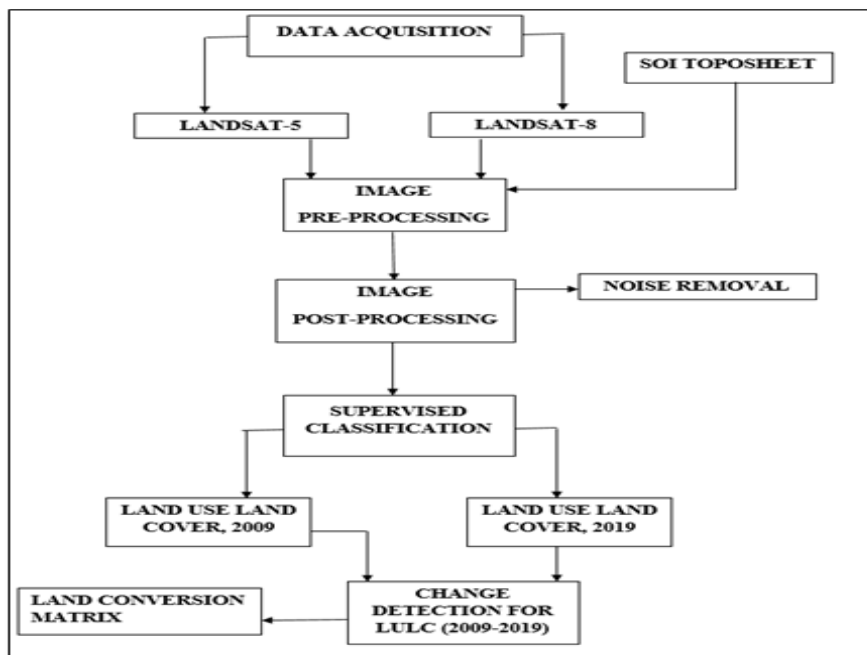 DATA ACQUISITION
SOI TOPOSHEET
LANDSAT-5
LANDSAT-8
IMAGE
PRE-PROCESSING
IMAGE
POST-PROCESSING
NOISE REMOVAL
SUPERVISED
CLASSIFICATION
LAND USE LAND
COVER, 2009
LAND USE LAND
COVER, 2019
LAND CONVERSION
MATRIX
CHANGE
DETECTION FOR
LULC (2009-2019)